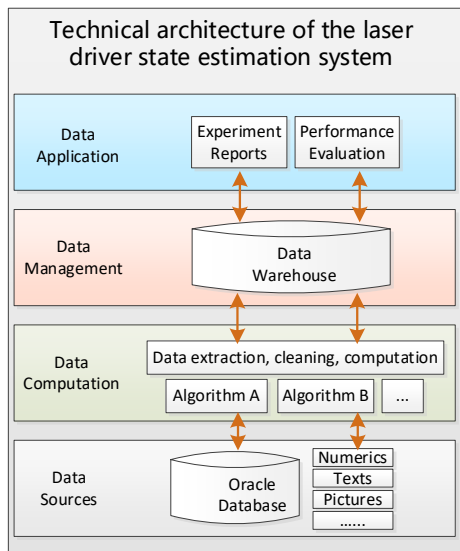 Technical architecture of the laser
driver state estimation system
Data
Application
Experiment
Reports
Performance
Evaluation
Data
Management
Data
Warehouse
Data
Computation
Data extraction, cleaning, computation
Algorithm A
Algorithm B
...
Data
Sources
Oracle
Database
Numerics
Texts
Pictures
......